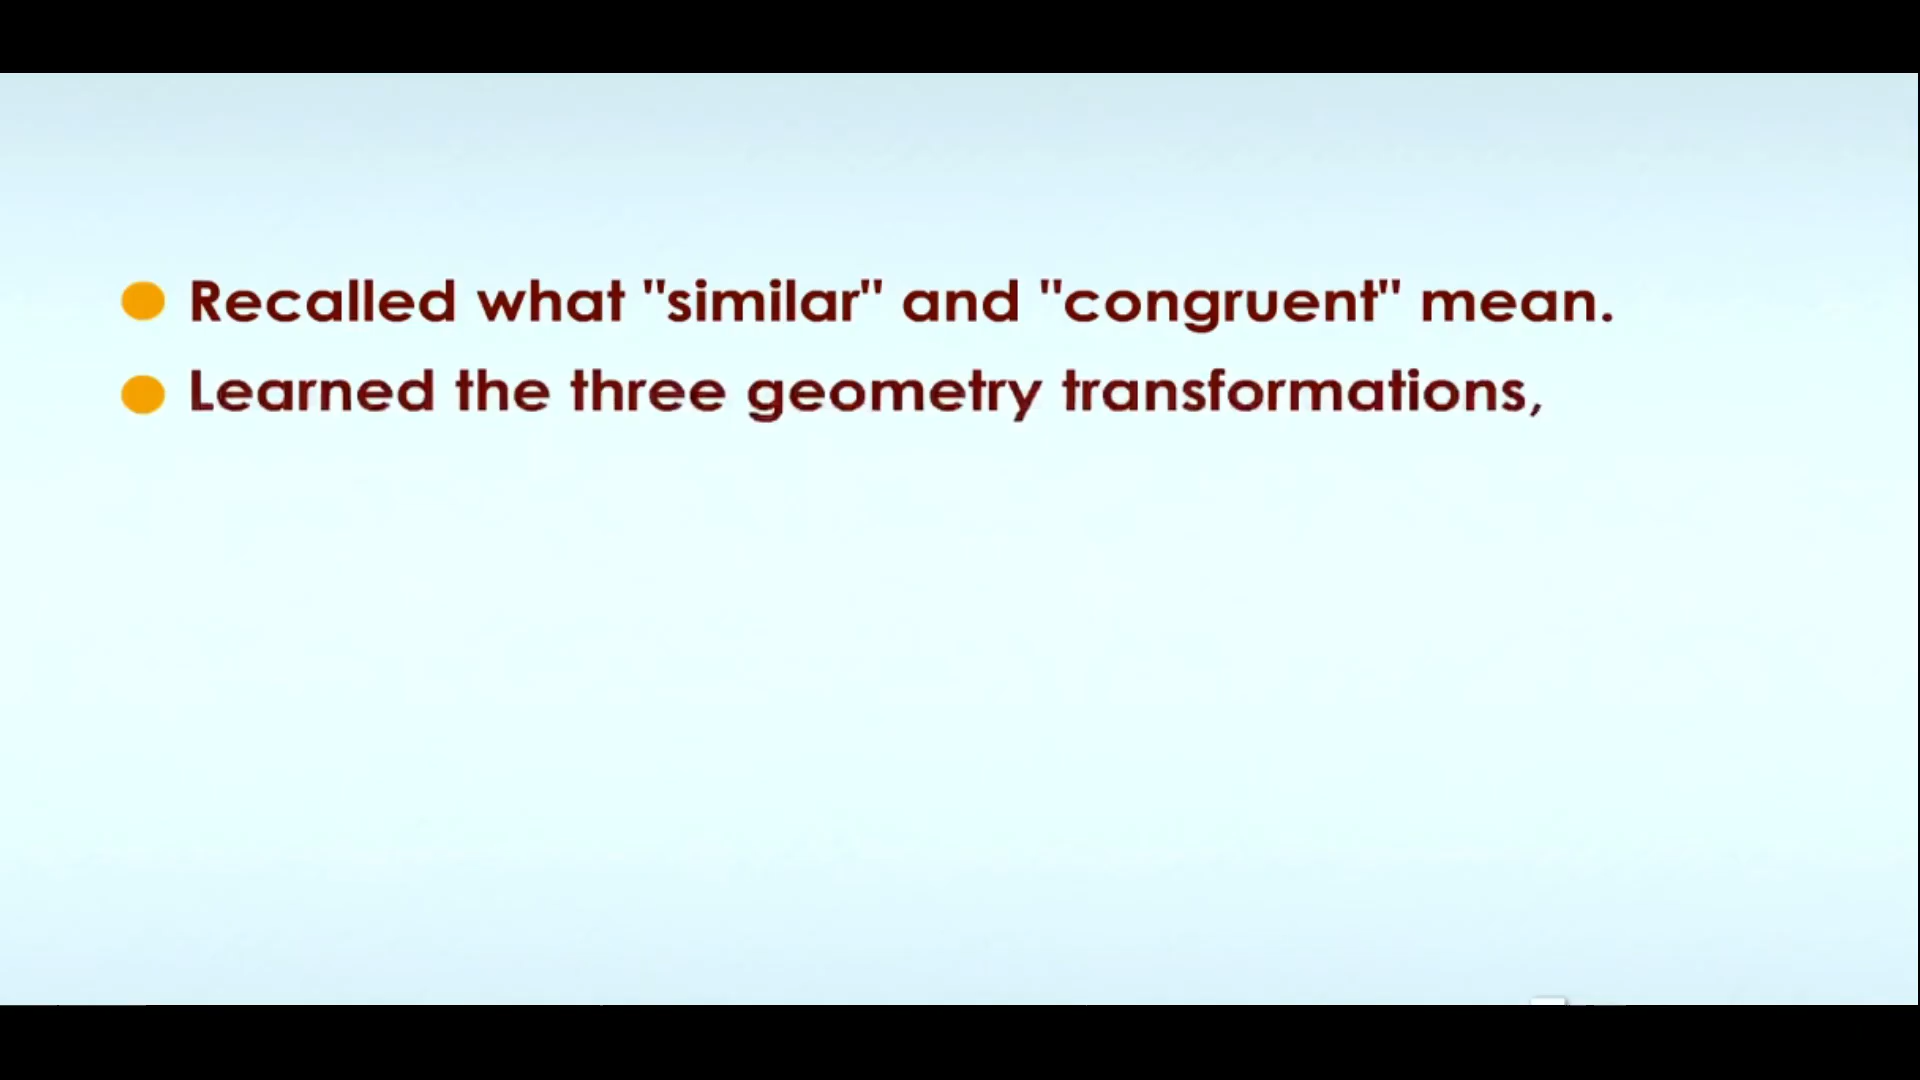 Recalled what "similar" and "congruent" mean.
Learned the three geometry transformations,